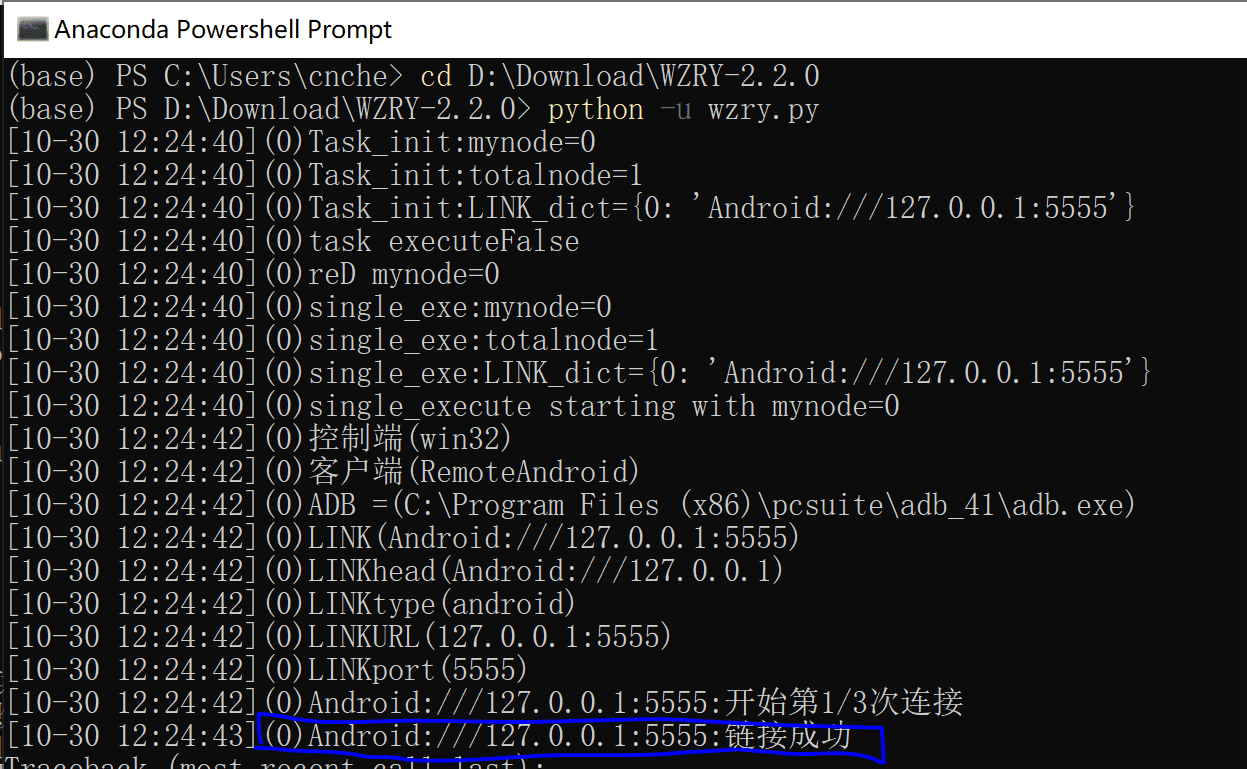 Anaconda Powershell Prompt
(base) PS C:\Users\cnche> cd D:\Download\WZRY-2.2.0
(base) PS D:\Download\WZRY-2.2.0> python -u wzry.py
[10-30 12:24:40](0)Task_init:mynode=0
[10-30 12:24:40](0)Task_init:totalnode=1
[10-30 12:24:40](0)Task_init:LINK_dict={0: 'Android:///127.0.0.1:5555'}
[10-30 12:24:40](0)task executeFalse
[10-30 12:24:40](0)reD mynode=0
[10-30 12:24:40](0)single_exe:mynode=0
[10-30 12:24:40](0)single_exe:totalnode=1
[10-30 12:24:40](0)single_exe:LINK_dict={0: 'Android:///127.0.0.1:5555'}
[10-30 12:24:40](0)single_execute starting with mynode=0
[10-30 12:24:42](0)控制端(win32)
[10-30 12:24:42](0)客户端(RemoteAndroid)
[10-30 12:24:42](0)ADB =(C:\Program Files (x86)\pcsuite\adb_41\adb.exe)
[10-30 12:24:42](0)LINK(Android:///127.0.0.1:5555)
[10-30 12:24:42](0)LINKhead(Android:///127.0.0.1)
[10-30 12:24:42](0)LINKtype(android)
[10-30 12:24:42](0)LINKURL(127.0.0.1:5555)
[10-30 12:24:42](0)LINKport(5555)
[10-30 12:24:42](0)Android:///127.0.0.1:5555:开始第1/3次连接
[10-30 12:24:43](0)Android:///127.0.0.1:5555:链接成功
Traceback (most recent call last):